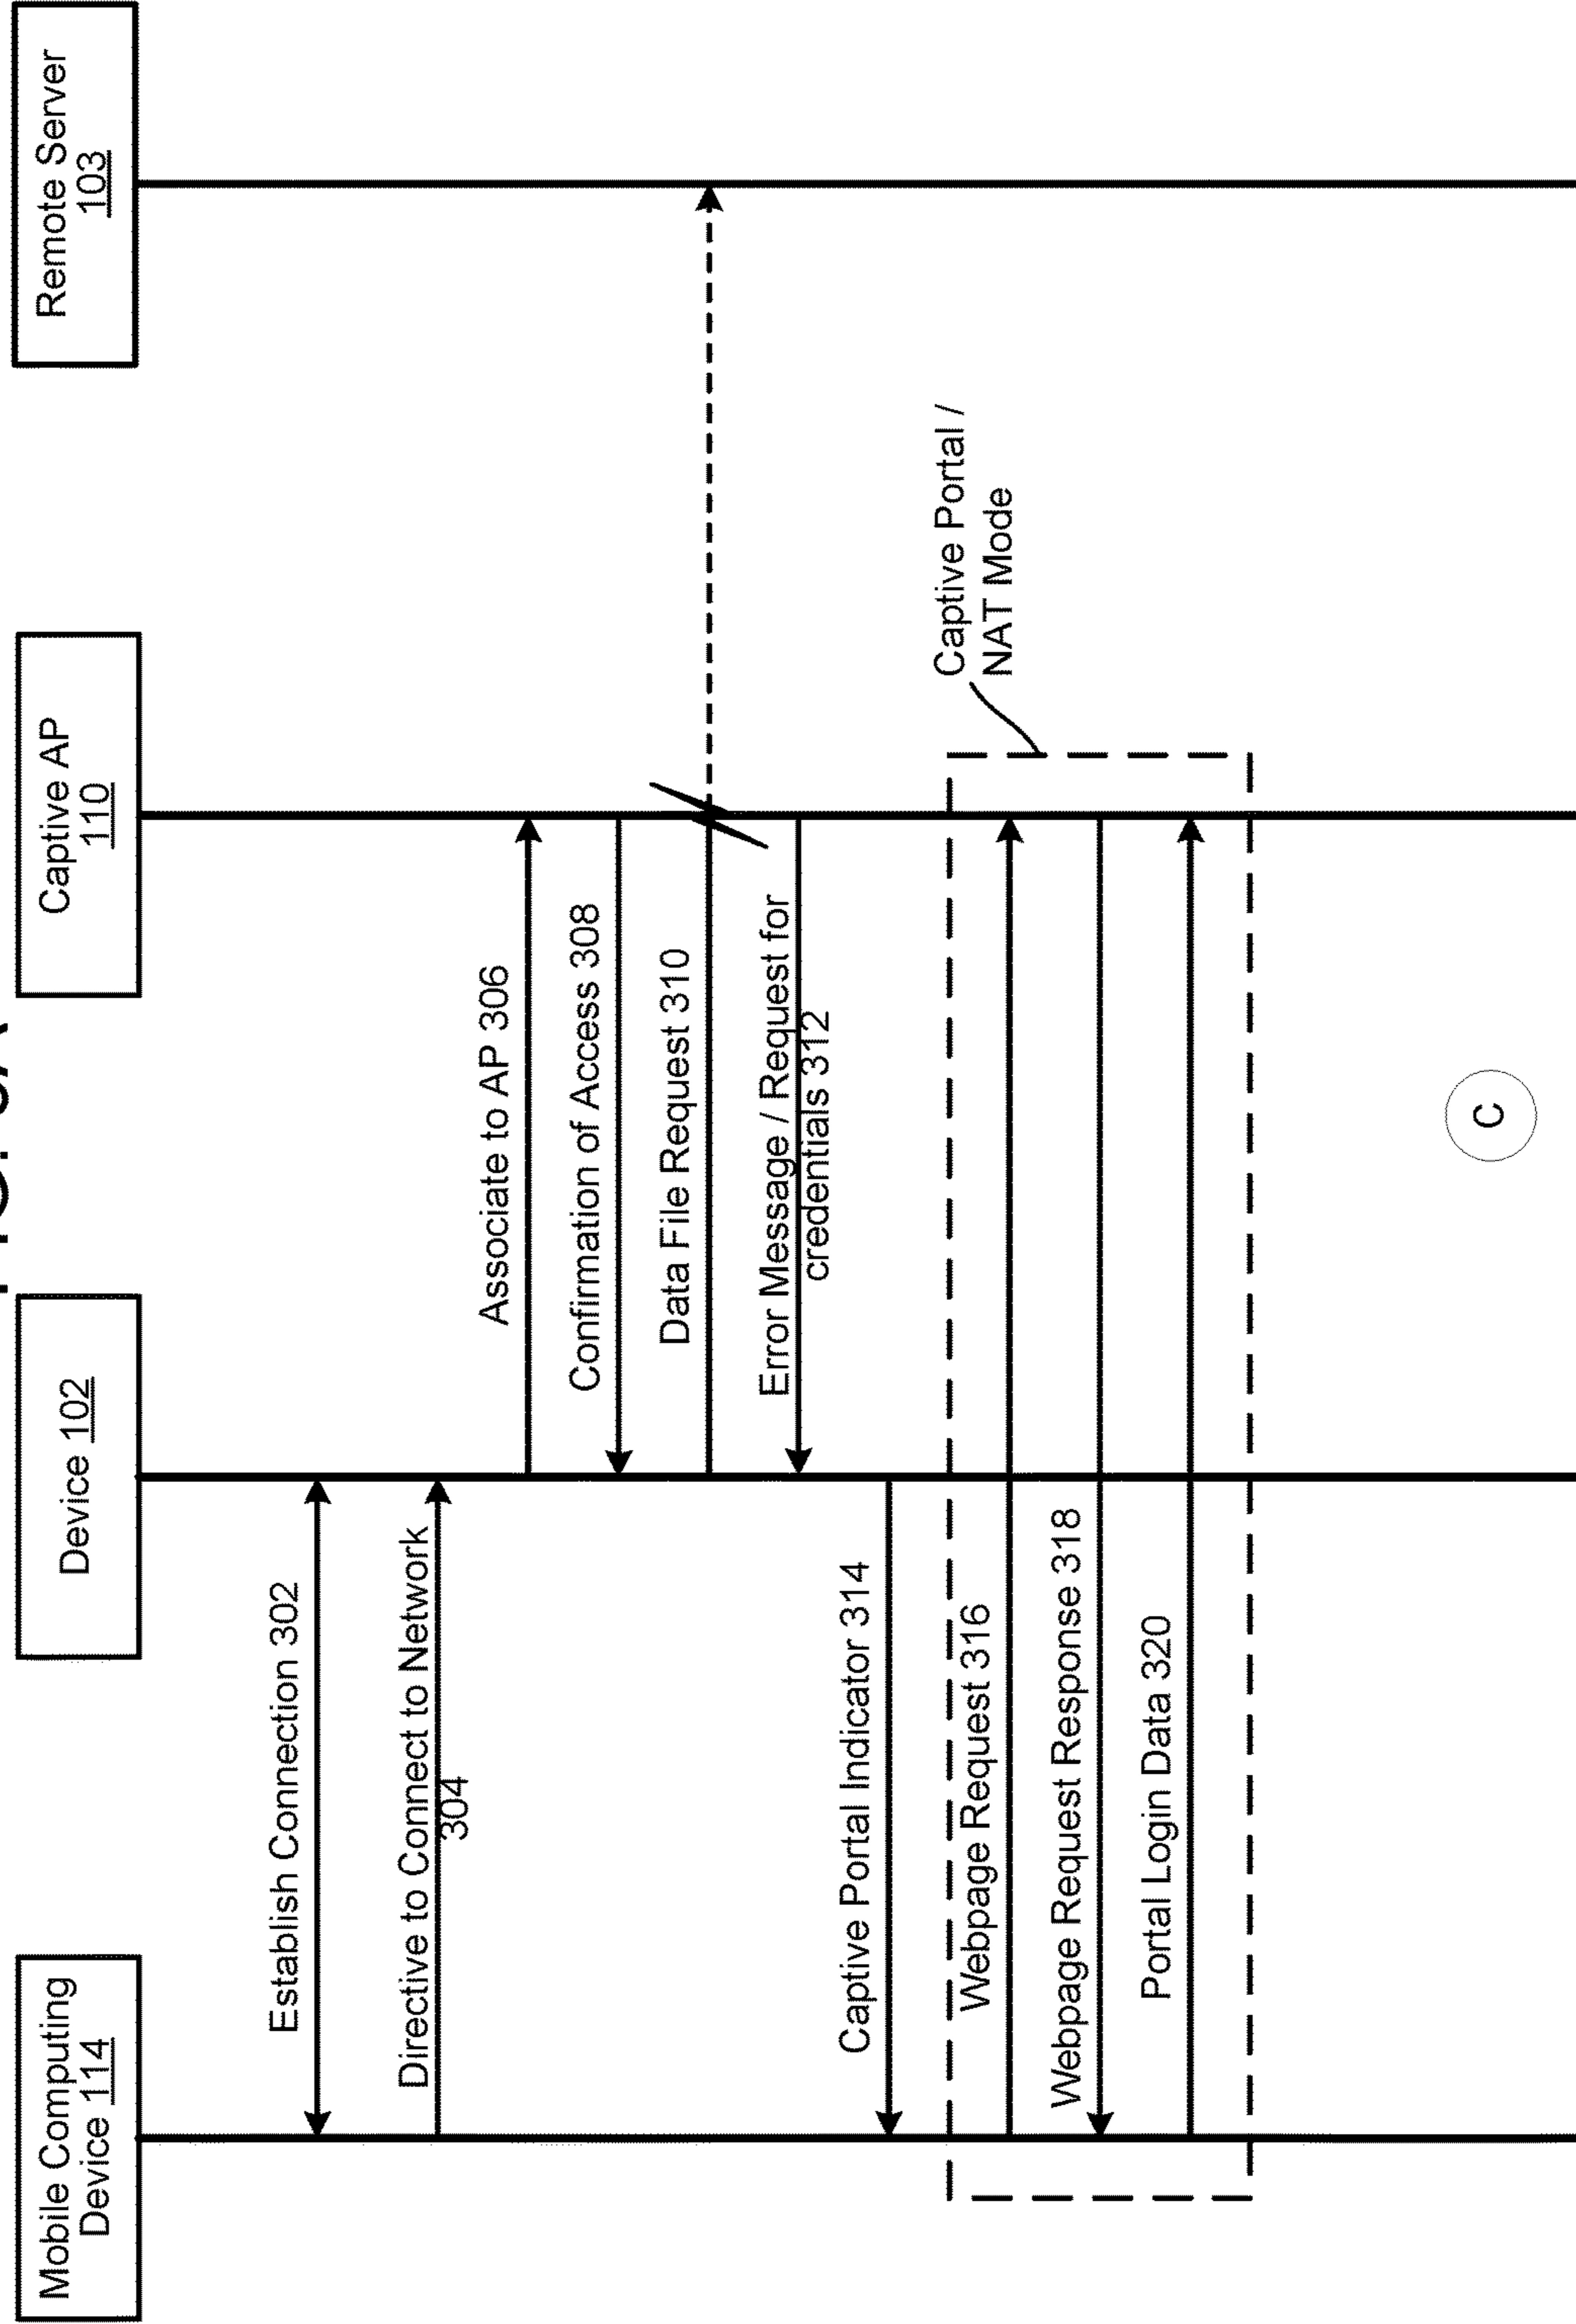 Mobile Computing
Device 114
Device 102
Captive AP
110
Remote Server
103
Establish Connection 302
Directive to Connect to Network
304
Associate to AP 306
Confirmation of Access 308
Data File Request 310
Error Message / Request for
credentials 312
Captive Portal Indicator 314
Captive Portal /
NAT Mode
Webpage Request 316
Webpage Request Response 318
Portal Login Data 320
C